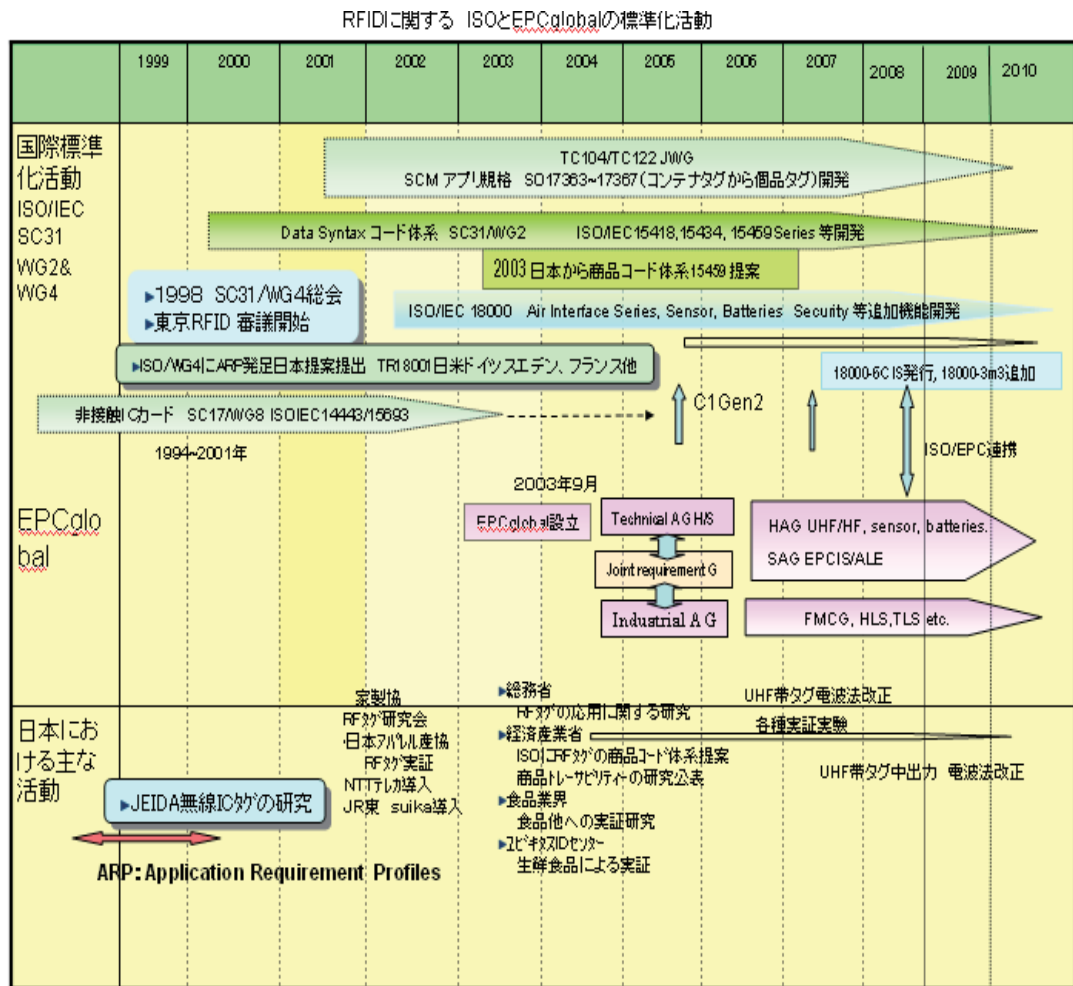 RFIDに関する ISOとEPCglobalの標準化活動
1999 2000 2001 2002 2003 2004 2005 2006 2007 2008 2009 2010
国際標準
化活動
ISO/IEC
SC31
WG2&
WG4
TC104/TC122 JWG
SCM アプリ規格 SO17363~17367(コンテナタグから個品タグ)開発
Data Syntax コード体系 SC31/WG2 ISO/IEC15418,15434, 15459Series 等開発
2003 日本から商品コード体系15459 提案
▶1998 SC31/WG4総会
▶東京RFID 審議開始
ISO/IEC 18000 Air Interface Series, Sensor, Batteries Security 等追加機能開発
▶ISO/WG4にARP発足日本提案提出 TR18001日米ドイツスエデン、フランス他
18000-6C IS発行, 18000-3m3追加
非接触ICカード SC17/WG8 ISOIEC14443/15693
C1Gen2
1994~2001年
ISO/EPC連携
2003年9月
EPCglo
bal
EPCglobal設立
Technical A G H/S
Joint requirement G
Industrial A G
HAG UHF/HF, sensor, batteries.
SAG EPCIS/ALE
FMCG, HLS,TLS etc.
日本にお
ける主な
活動
家製協
RFタグ研究会
・日本アパレル産協
RFタグ実証
NTTテレカ導入
JR東 suika導入
▶総務省
RFタグの応用に関する研究
▶経済産業省
ISOにRFタグの商品コード体系提案
商品トレーサビリティーの研究公表
▶食品業界
食品他への実証研究
▶ユビキタスIDセンター
生鮮食品による実証
UHF帯タグ電波法改正
各種実証実験
UHF帯タグ中出力 電波法改正
▶JEIDA無線ICタグの研究
ARP:Application Requirement Profiles